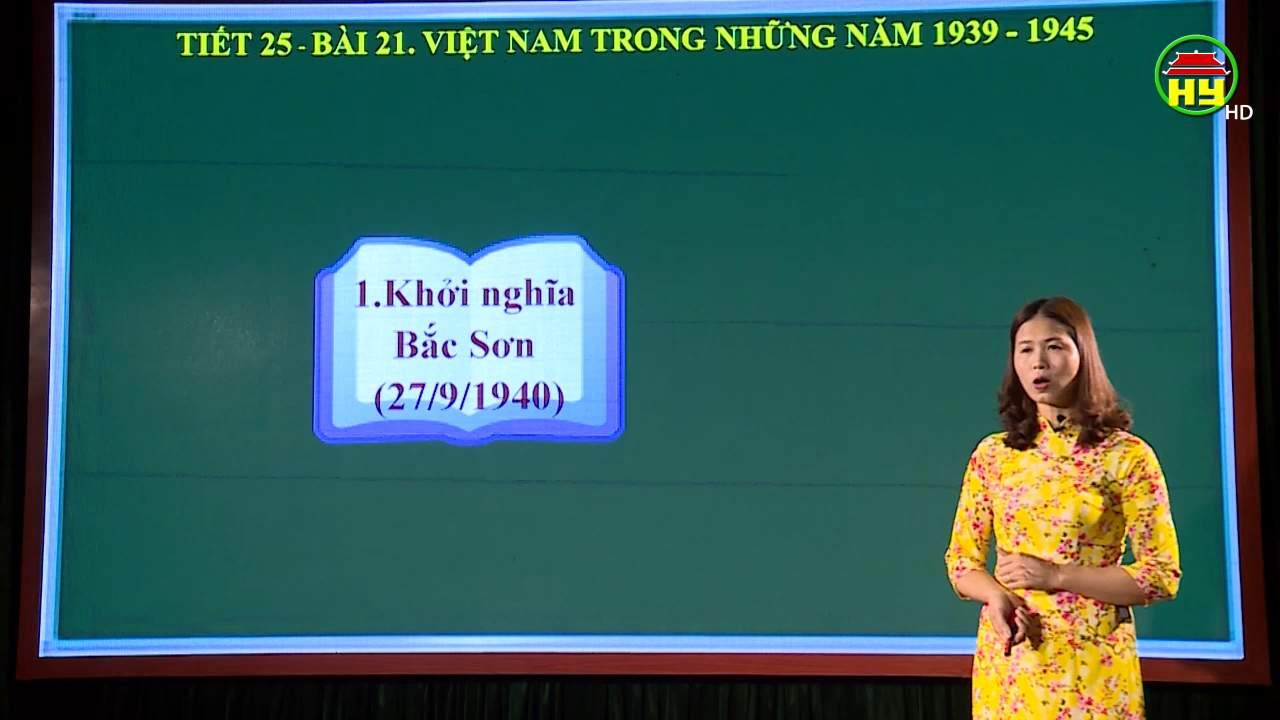 TIẾT 25 - BÀI 21. VIỆT NAM TRONG NHỮNG NĂM 1939 - 1945
HY
HD
1.Khởi nghĩa
Bắc Sơn
(27/9/1940)